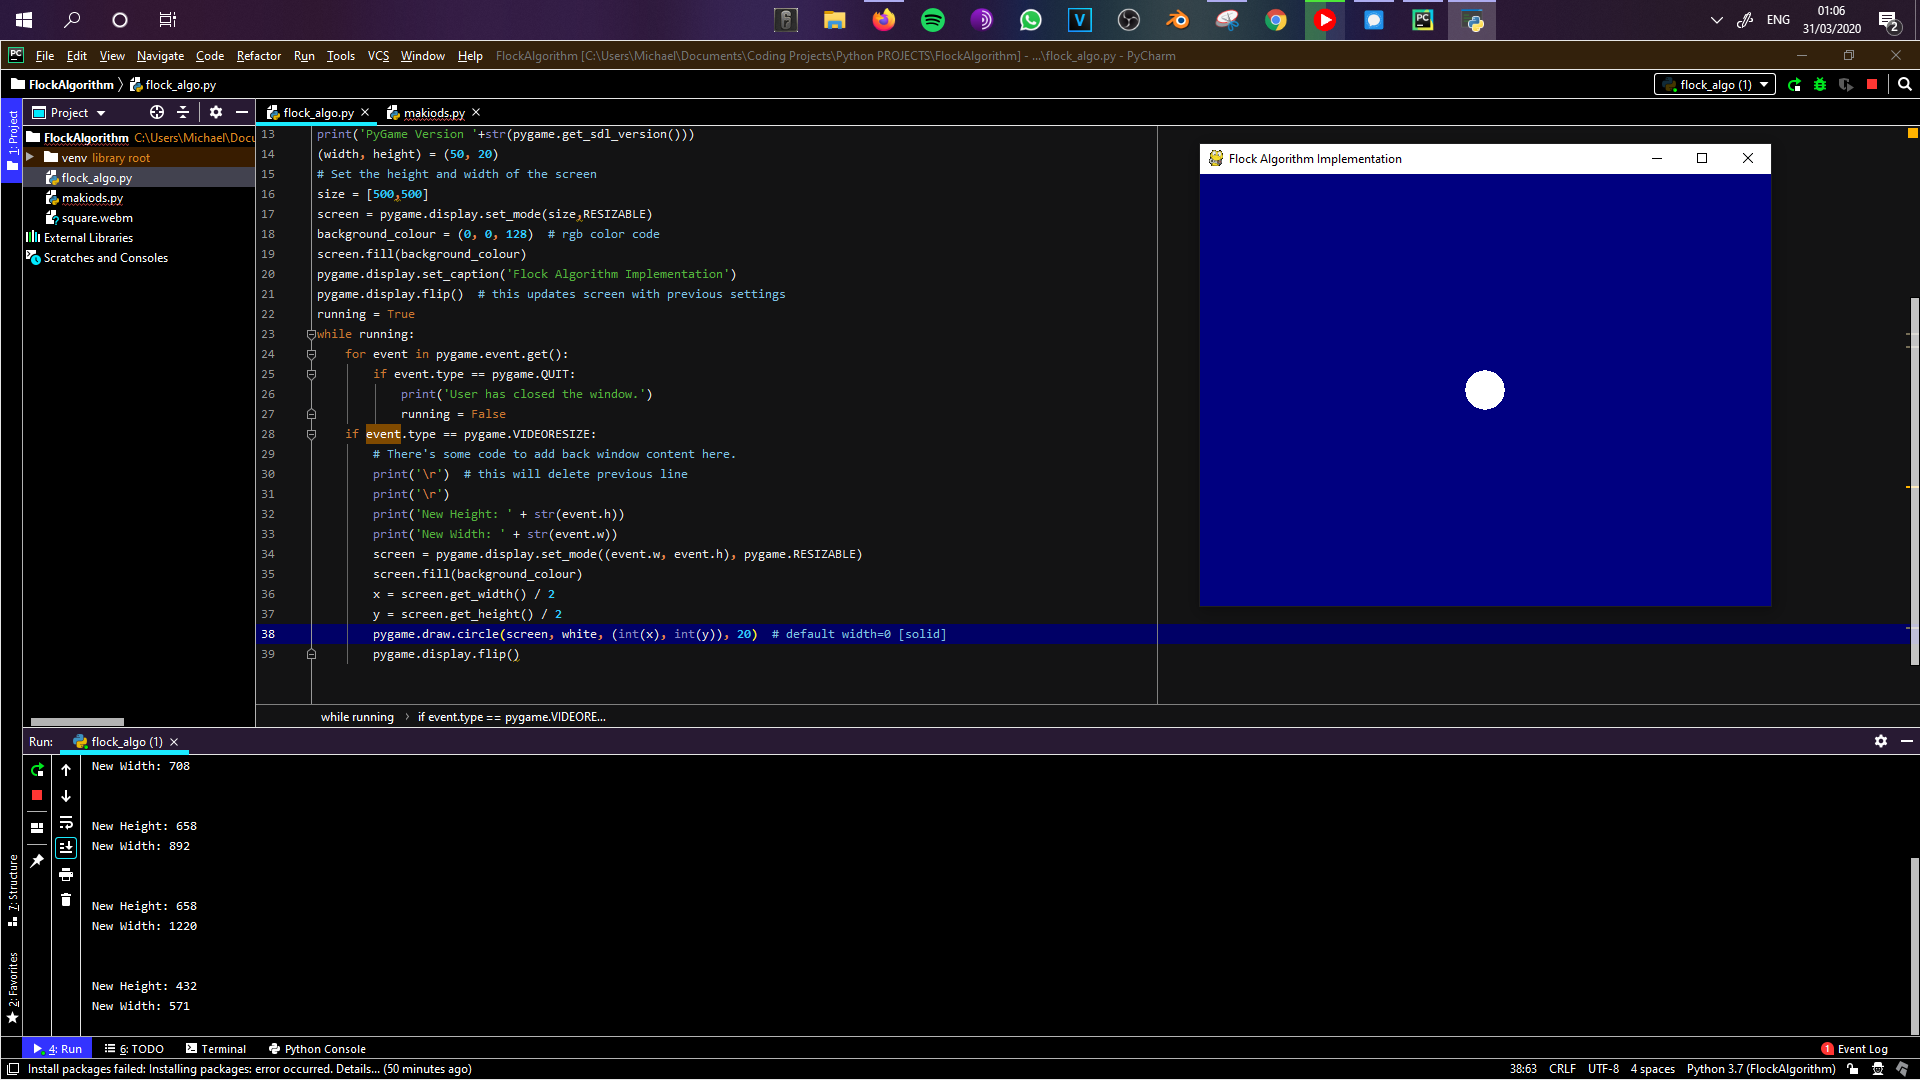 ENG
01:06
31/03/2020
2
PC File Edit View Navigate Code Refactor Run Tools VCS Window Help FlockAlgorithm [C:\Users\Michael\Documents\Coding Projects\Python PROJECTS\FlockAlgorithm] - ...\flock_algo.py - PyCharm
FlockAlgorithm flock_algo.py
flock_algo (1)
1: Project
Project
flock_algo.py
makiods.py
FlockAlgorithm C:\Users\Michael\Docu
venv library root
flock_algo.py
makiods.py
square.webm
External Libraries
Scratches and Consoles
13 print('PyGame Version '+str(pygame.get_sdl_version()))
14 (width, height) = (50, 20)
15 # Set the height and width of the screen
16 size = [500,500]
17 screen = pygame.display.set_mode(size,RESIZABLE)
18 background_colour = (0, 0, 128)  # rgb color code
19 screen.fill(background_colour)
20 pygame.display.set_caption('Flock Algorithm Implementation')
21 pygame.display.flip()  # this updates screen with previous settings
22 running = True
23 while running:
24     for event in pygame.event.get():
25         if event.type == pygame.QUIT:
26             print('User has closed the window.')
27             running = False
28     if event.type == pygame.VIDEORESIZE:
29         # There's some code to add back window content here.
30         print('\r')  # this will delete previous line
31         print('\r')
32         print('New Height: ' + str(event.h))
33         print('New Width: ' + str(event.w))
34         screen = pygame.display.set_mode((event.w, event.h), pygame.RESIZABLE)
35         screen.fill(background_colour)
36         x = screen.get_width() / 2
37         y = screen.get_height() / 2
38         pygame.draw.circle(screen, white, (int(x), int(y)), 20)  # default width=0 [solid]
39         pygame.display.flip()
while running › if event.type == pygame.VIDEORE...
Flock Algorithm Implementation
Run: flock_algo (1)
New Width: 708
New Height: 658
New Width: 892
New Height: 658
New Width: 1220
New Height: 432
New Width: 571
7: Structure
2: Favorites
4: Run 6: TODO Terminal Python Console
1 Event Log
Install packages failed: Installing packages: error occurred. Details... (50 minutes ago)
38:63 CRLF UTF-8 4 spaces Python 3.7 (FlockAlgorithm)